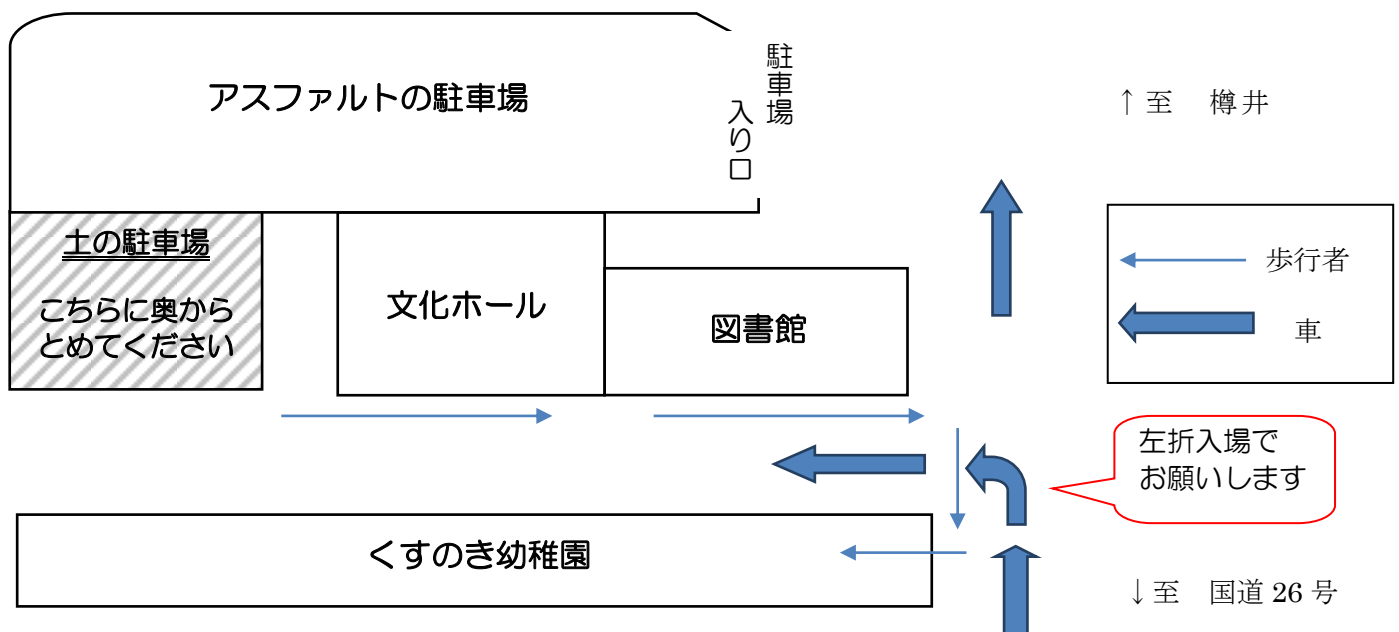 アスファルトの駐車場
駐車場
入り口
↑至　樽井
土の駐車場
こちらに奥から
とめてください
文化ホール
図書館
歩行者
車
左折入場で
お願いします
くすのき幼稚園
↓至　国道 26 号